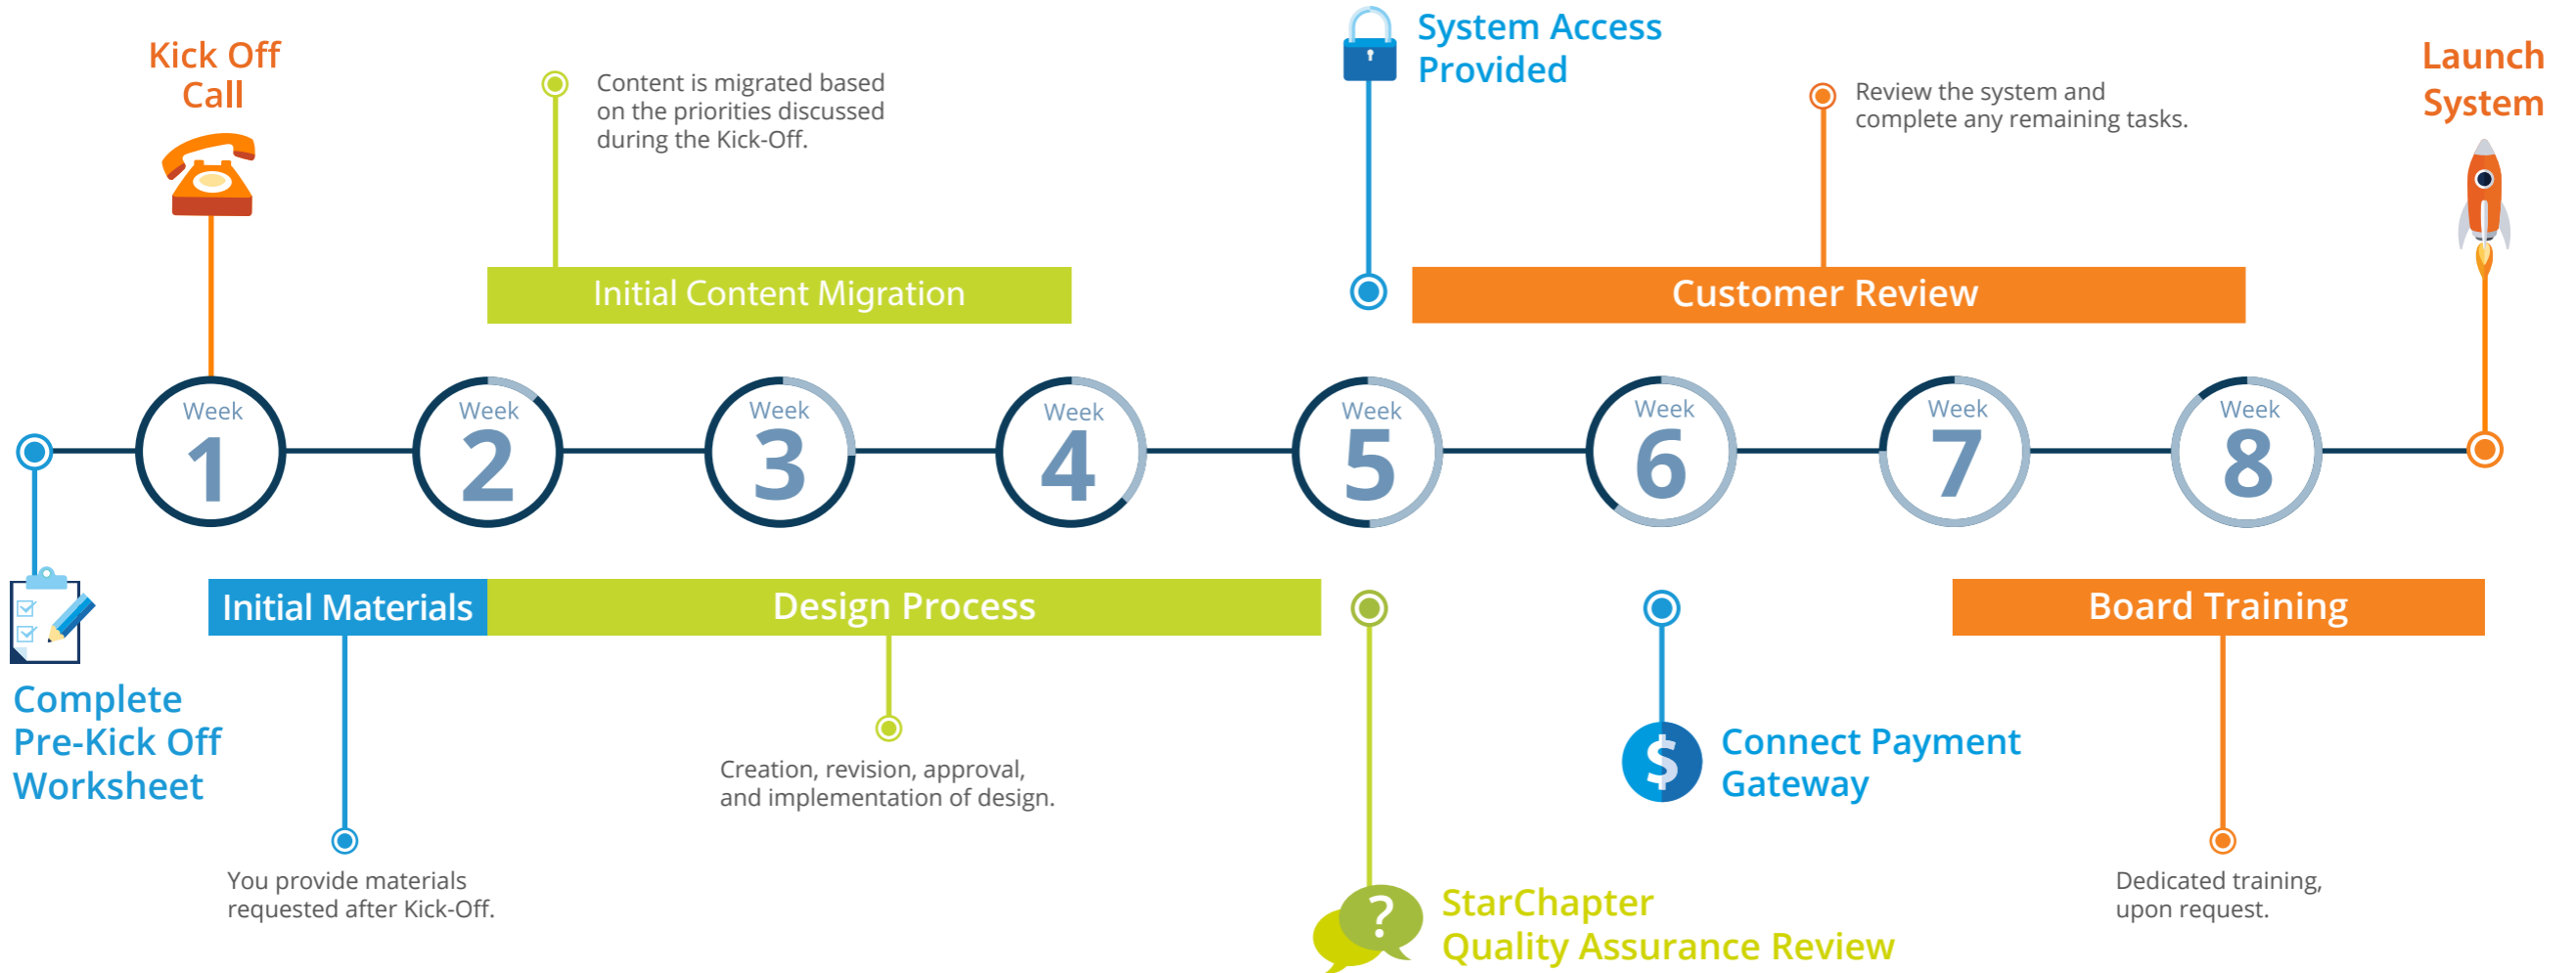 Kick Off
Call
Content is migrated based
on the priorities discussed
during the Kick-Off.
System Access
Provided
Review the system and
complete any remaining tasks.
Launch
System
Initial Content Migration
Customer Review
Week
1
Week
2
Week
3
Week
4
Week
5
Week
6
Week
7
Week
8
Initial Materials
Design Process
Board Training
Complete
Pre-Kick Off
Worksheet
You provide materials
requested after Kick-Off.
Creation, revision, approval,
and implementation of design.
$
Connect Payment
Gateway
?
StarChapter
Quality Assurance Review
Dedicated training,
upon request.